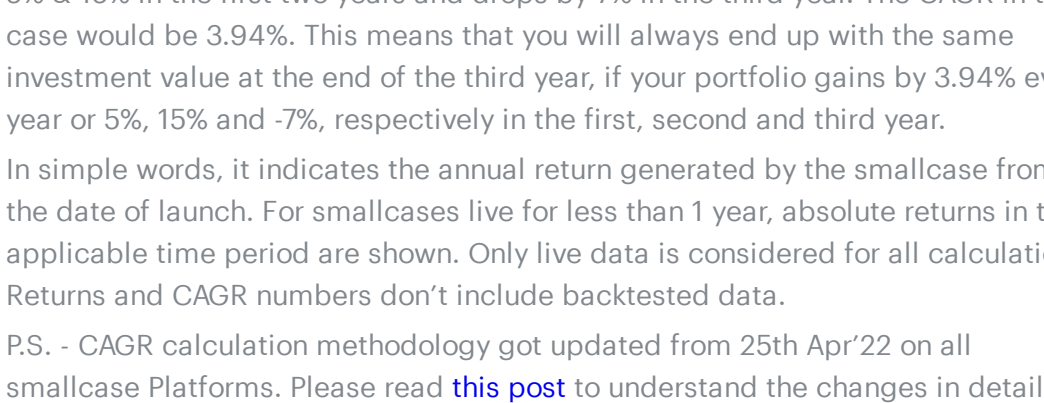 case would be 3.94%. This means that you will always end up with the same
investment value at the end of the third year, if your portfolio gains by 3.94%
year or 5%, 15% and -7%, respectively in the first, second and third year.
In simple words, it indicates the annual return generated by the smallcase from
the date of launch. For smallcases live for less than 1 year, absolute returns in
applicable time period are shown. Only live data is considered for all
Returns and CAGR numbers don’t include backtested data.
P.S. - CAGR calculation methodology got updated from 25th Apr’22 on all
smallcase Platforms. Please read this post to understand the changes in detail